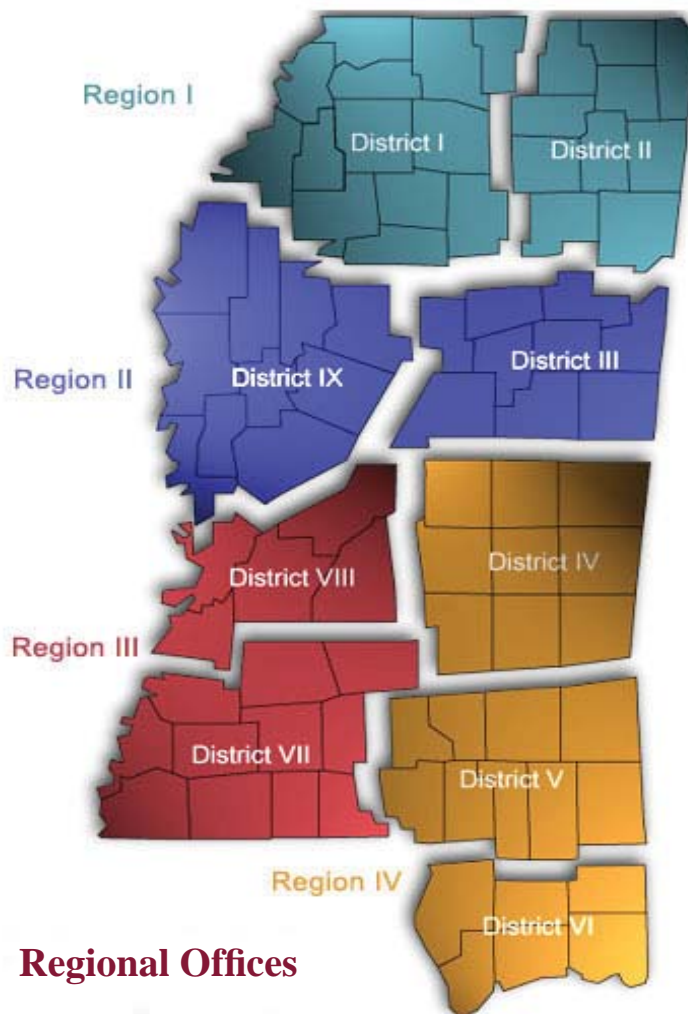 Region I
District I
District II
Region II
District IX
District III
District VIII
District IV
Region III
District VII
District V
Region IV
District VI
Regional Offices